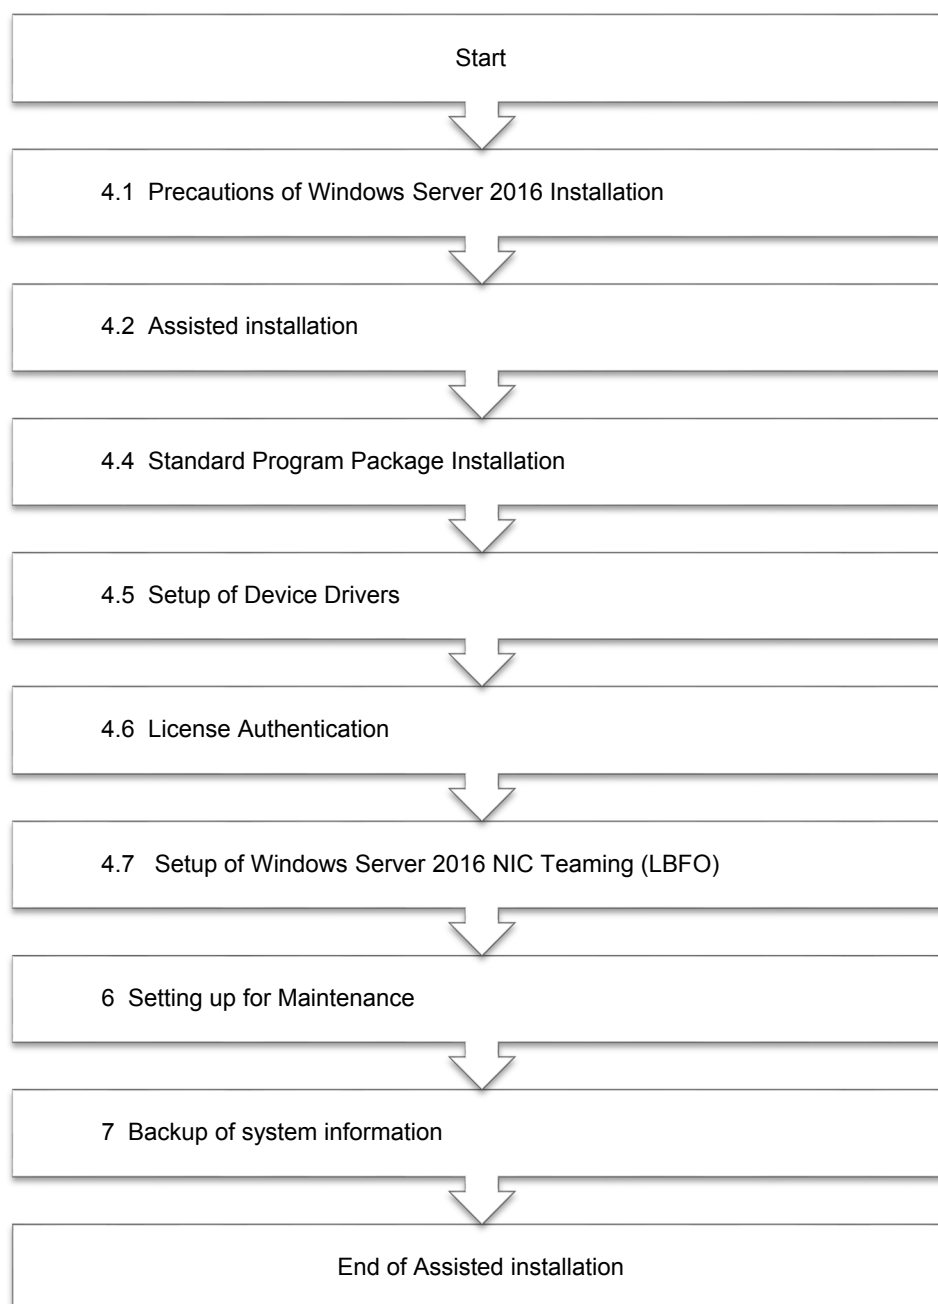 Start
4.1 Precautions of Windows Server 2016 Installation
4.2 Assisted installation
4.4 Standard Program Package Installation
4.5 Setup of Device Drivers
4.6 License Authentication
4.7 Setup of Windows Server 2016 NIC Teaming (LBFO)
6 Setting up for Maintenance
7 Backup of system information
End of Assisted installation